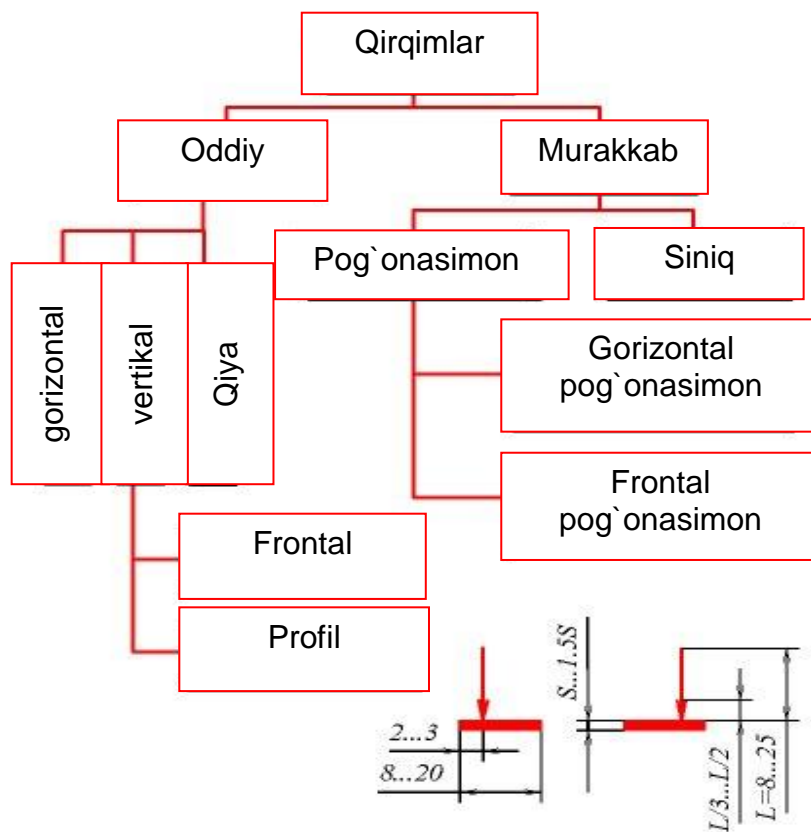 Qirqimlar
Oddiy
Murakkab
Pog`onasimon
Siniq
gorizontal
vertikal
Qiya
Gorizontal
pog`onasimon
Frontal
pog`onasimon
Frontal
Profil
2...3
8...20
S...1.5S
L/3...L/2
L=8...25